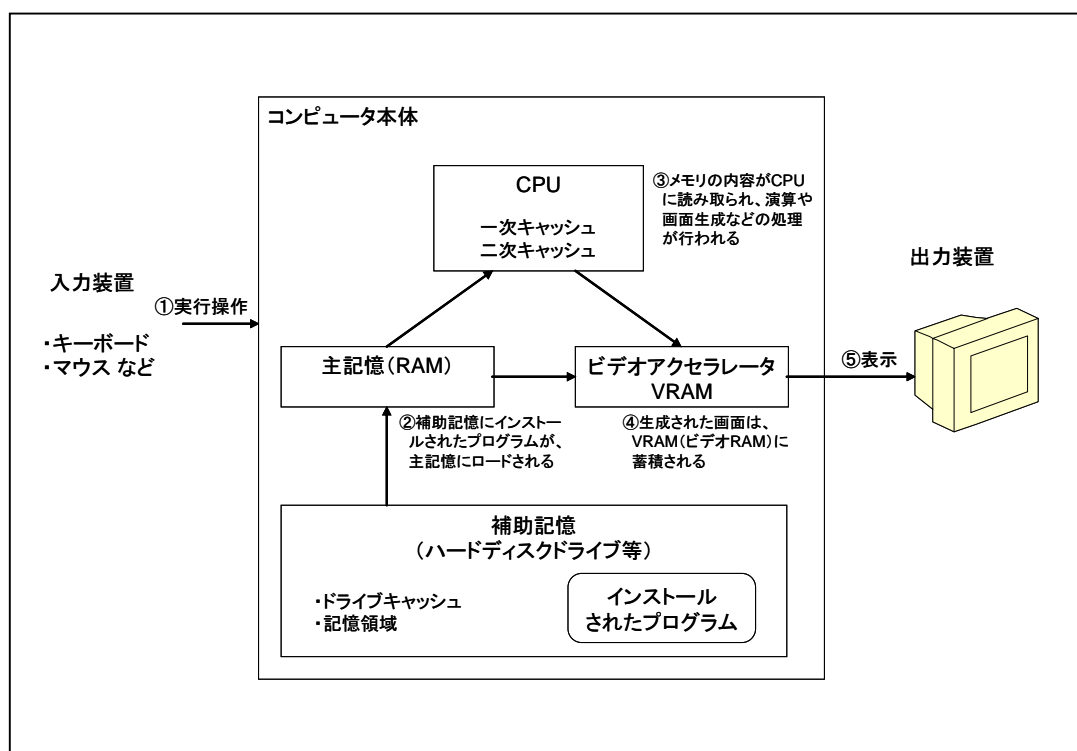 コンピュータ本体
CPU
一次キャッシュ
二次キャッシュ
③メモリの内容がCPU
に読み取られ、演算や
画面生成などの処理
が行われる
入力装置
①実行操作
・キーボード
・マウス など
出力装置
主記憶(RAM)
ビデオアクセラレータ
VRAM
⑤表示
②補助記憶にインストー
ルされたプログラムが、
主記憶にロードされる
④生成された画面は、
VRAM(ビデオRAM)に
蓄積される
補助記憶
(ハードディスクドライブ等)
・ドライブキャッシュ
・記憶領域
インストール
されたプログラム